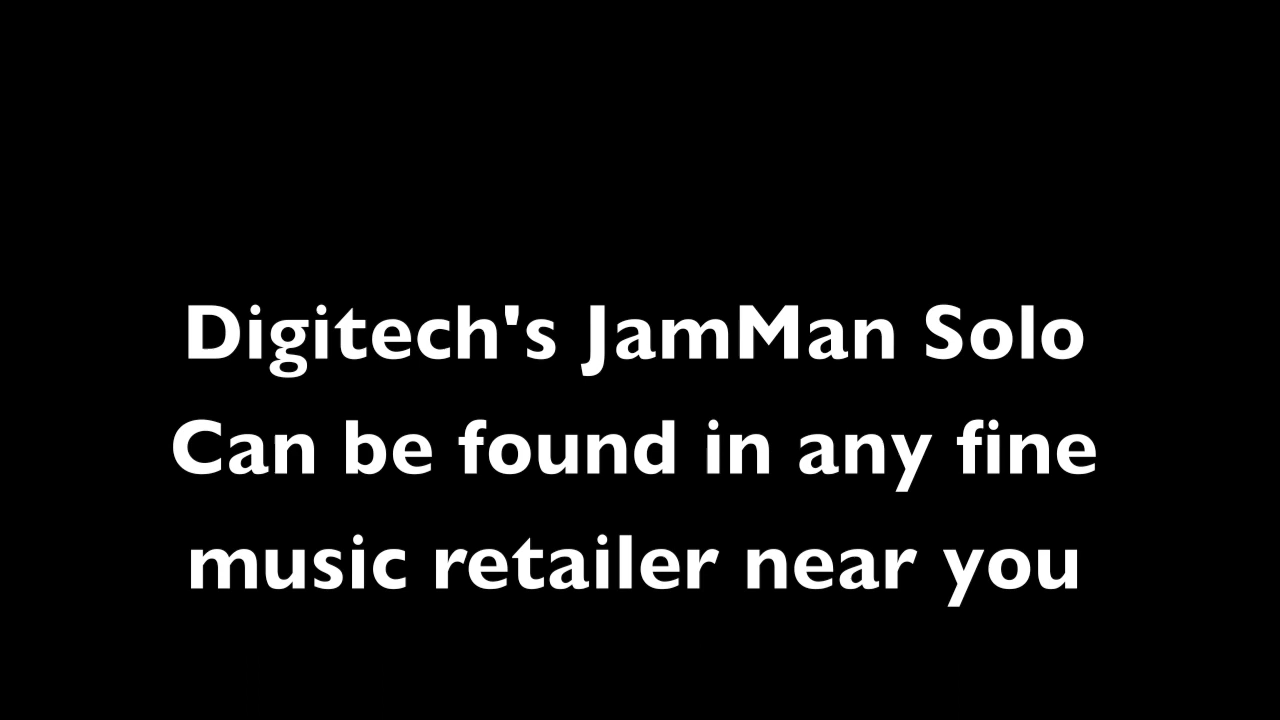 Digitech's JamMan Solo
Can be found in any fine
music retailer near you